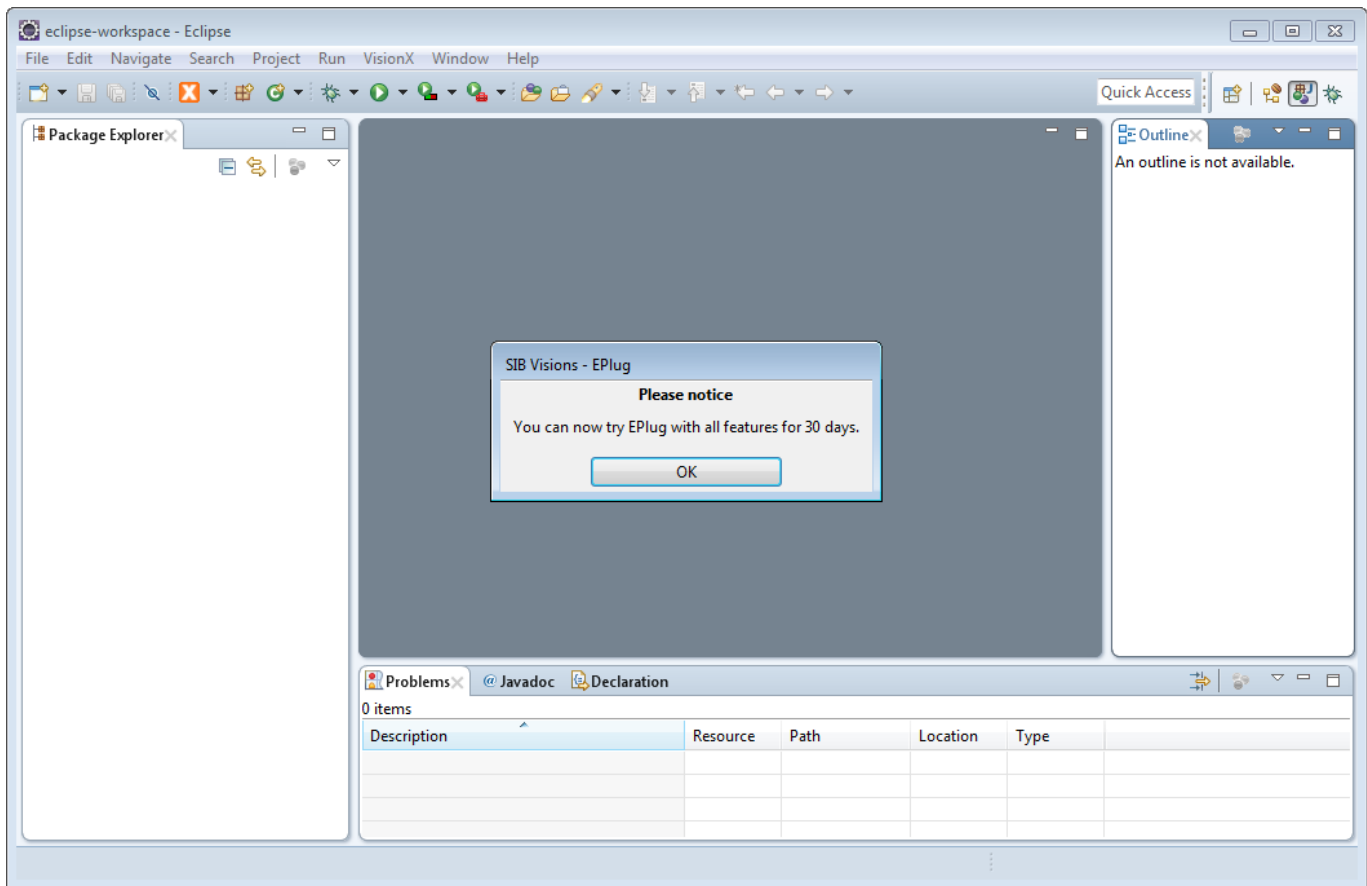 eclipse-workspace - Eclipse
File Edit Navigate Search Project Run VisionX Window Help
Quick Access
Package Explorer
Outline
An outline is not available.
SIB Visions - EPlug
Please notice
You can now try EPlug with all features for 30 days.
OK
Problems @ Javadoc Declaration
0 items
Description Resource Path Location Type